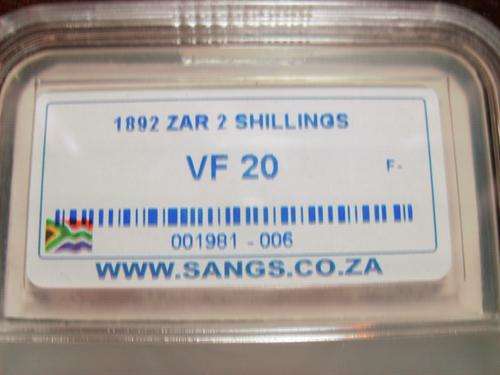 1892 ZAR 2 SHILLINGS
VF 20
F-
001981 - 006
WWW.SANGS.CO.ZA